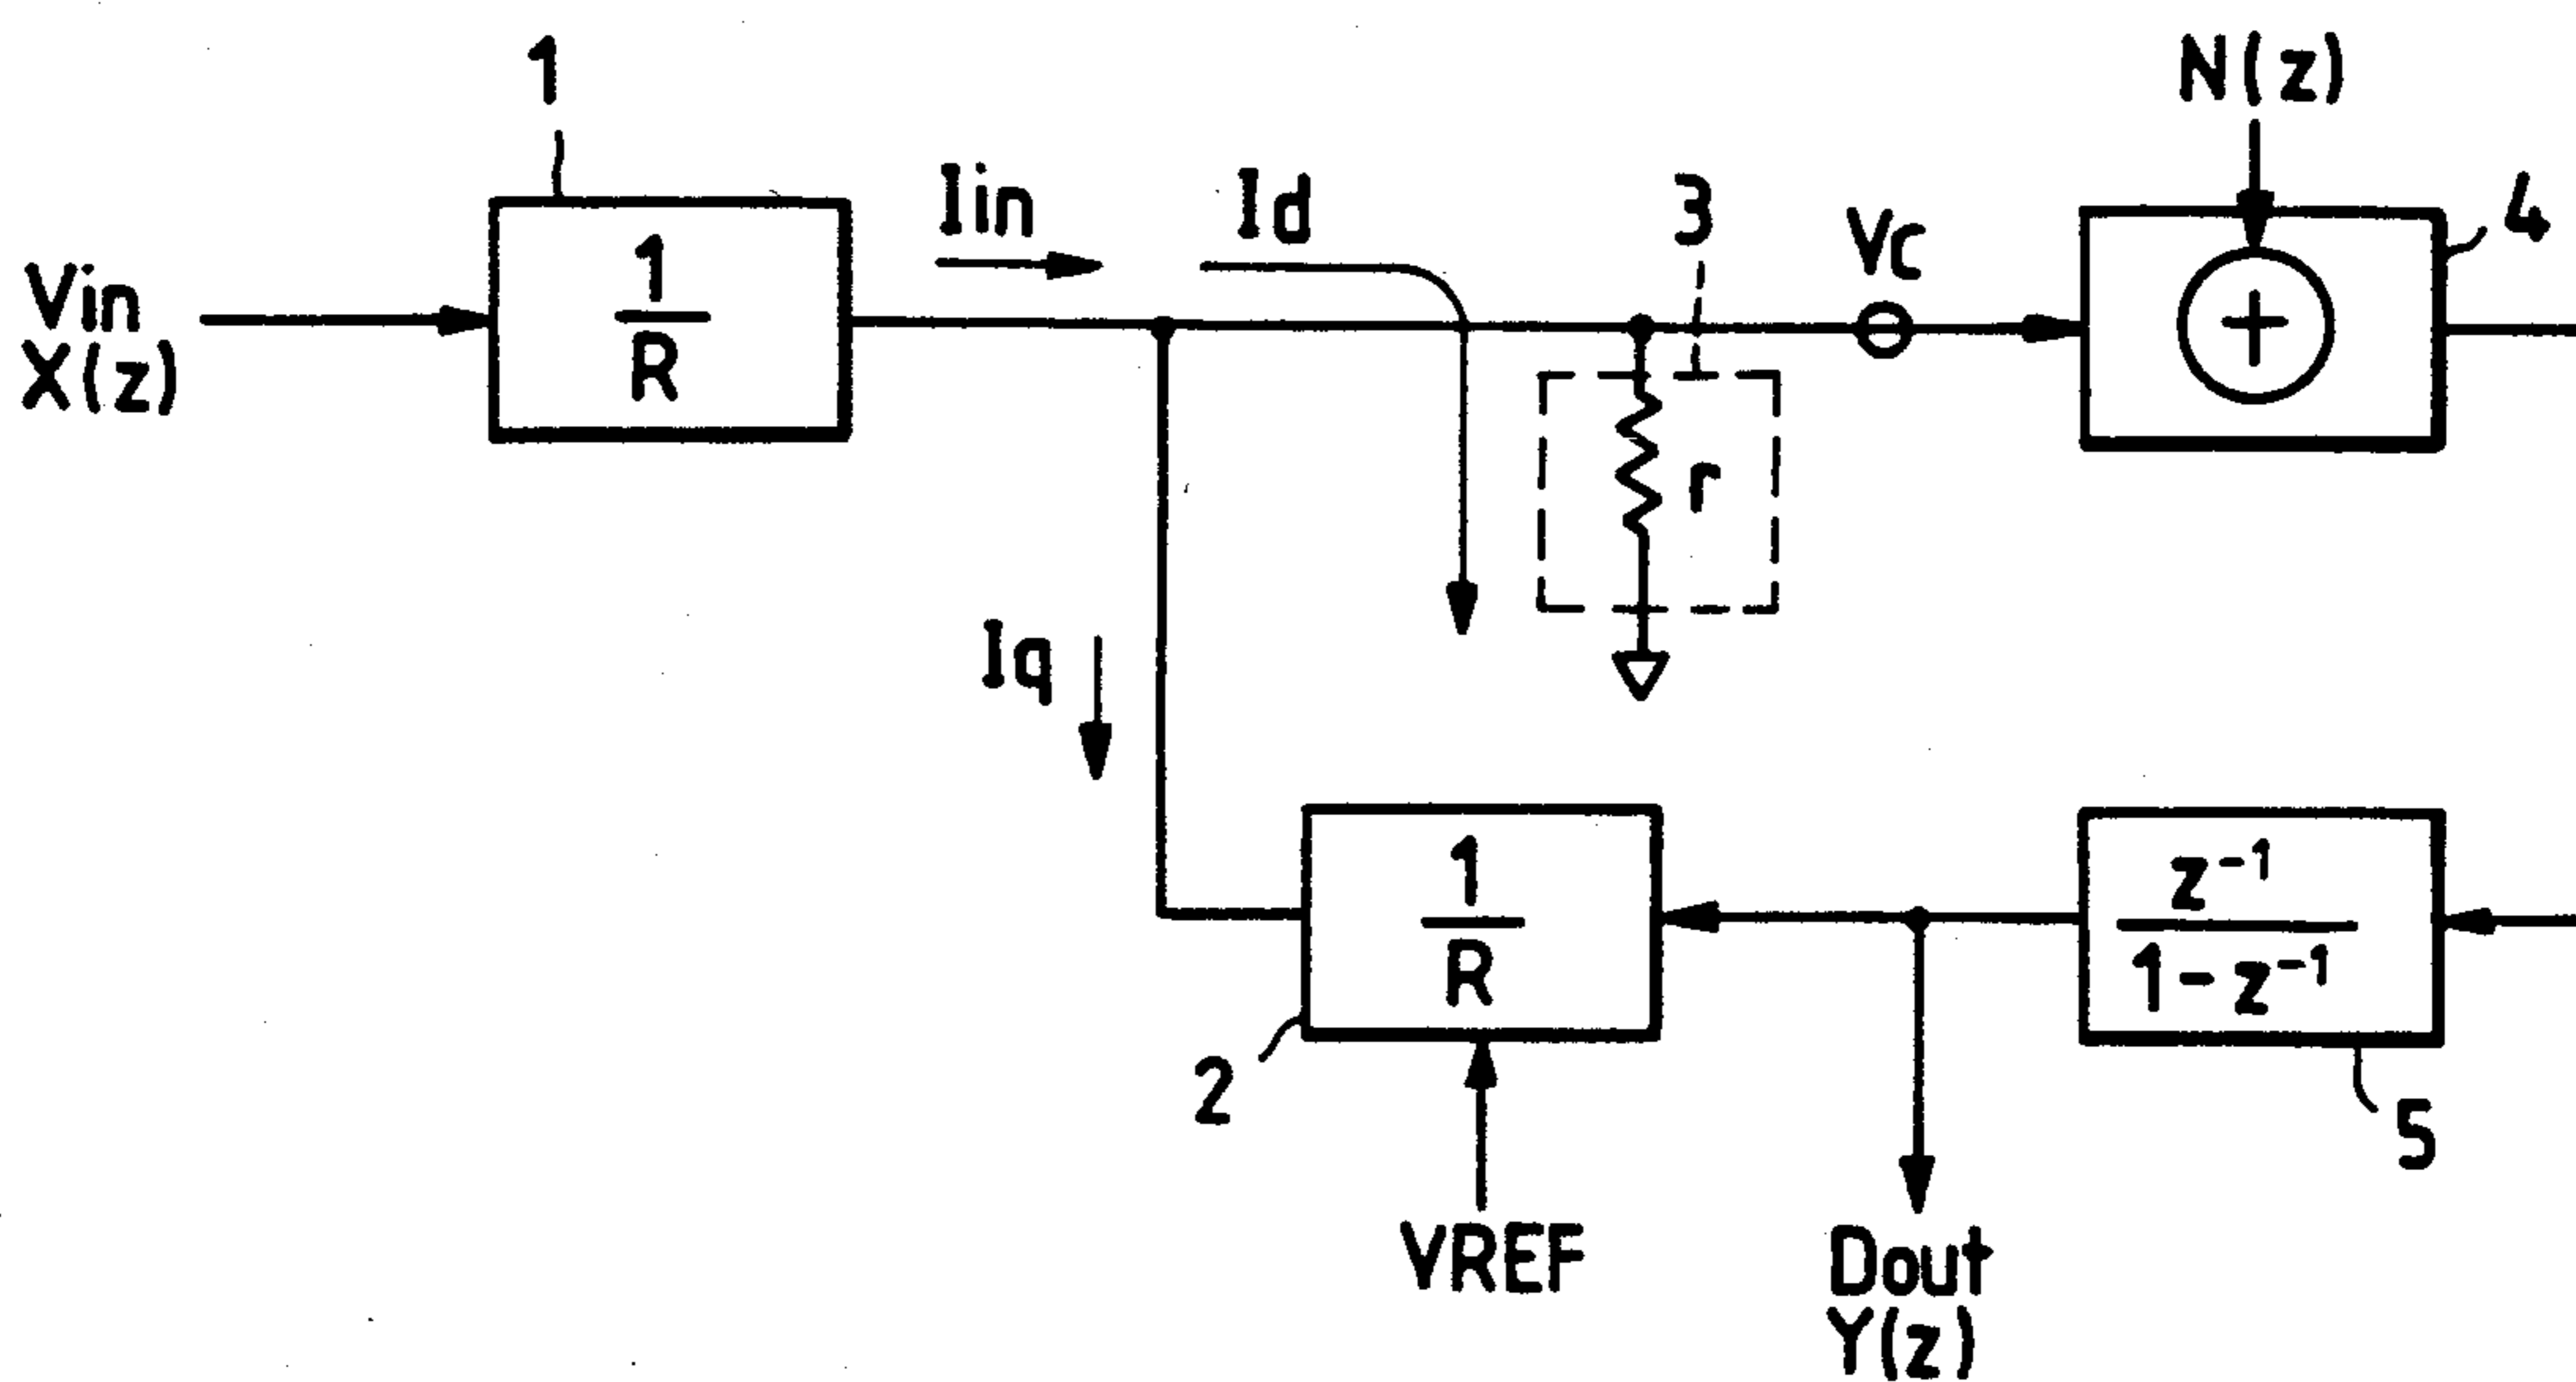 1
Vin
X(z)
1
R
Iin
Id
3
r
Vc
N(z)
+
4
Iq
1
R
2
VREF
z⁻¹
1-z⁻¹
5
Dout
Y(z)